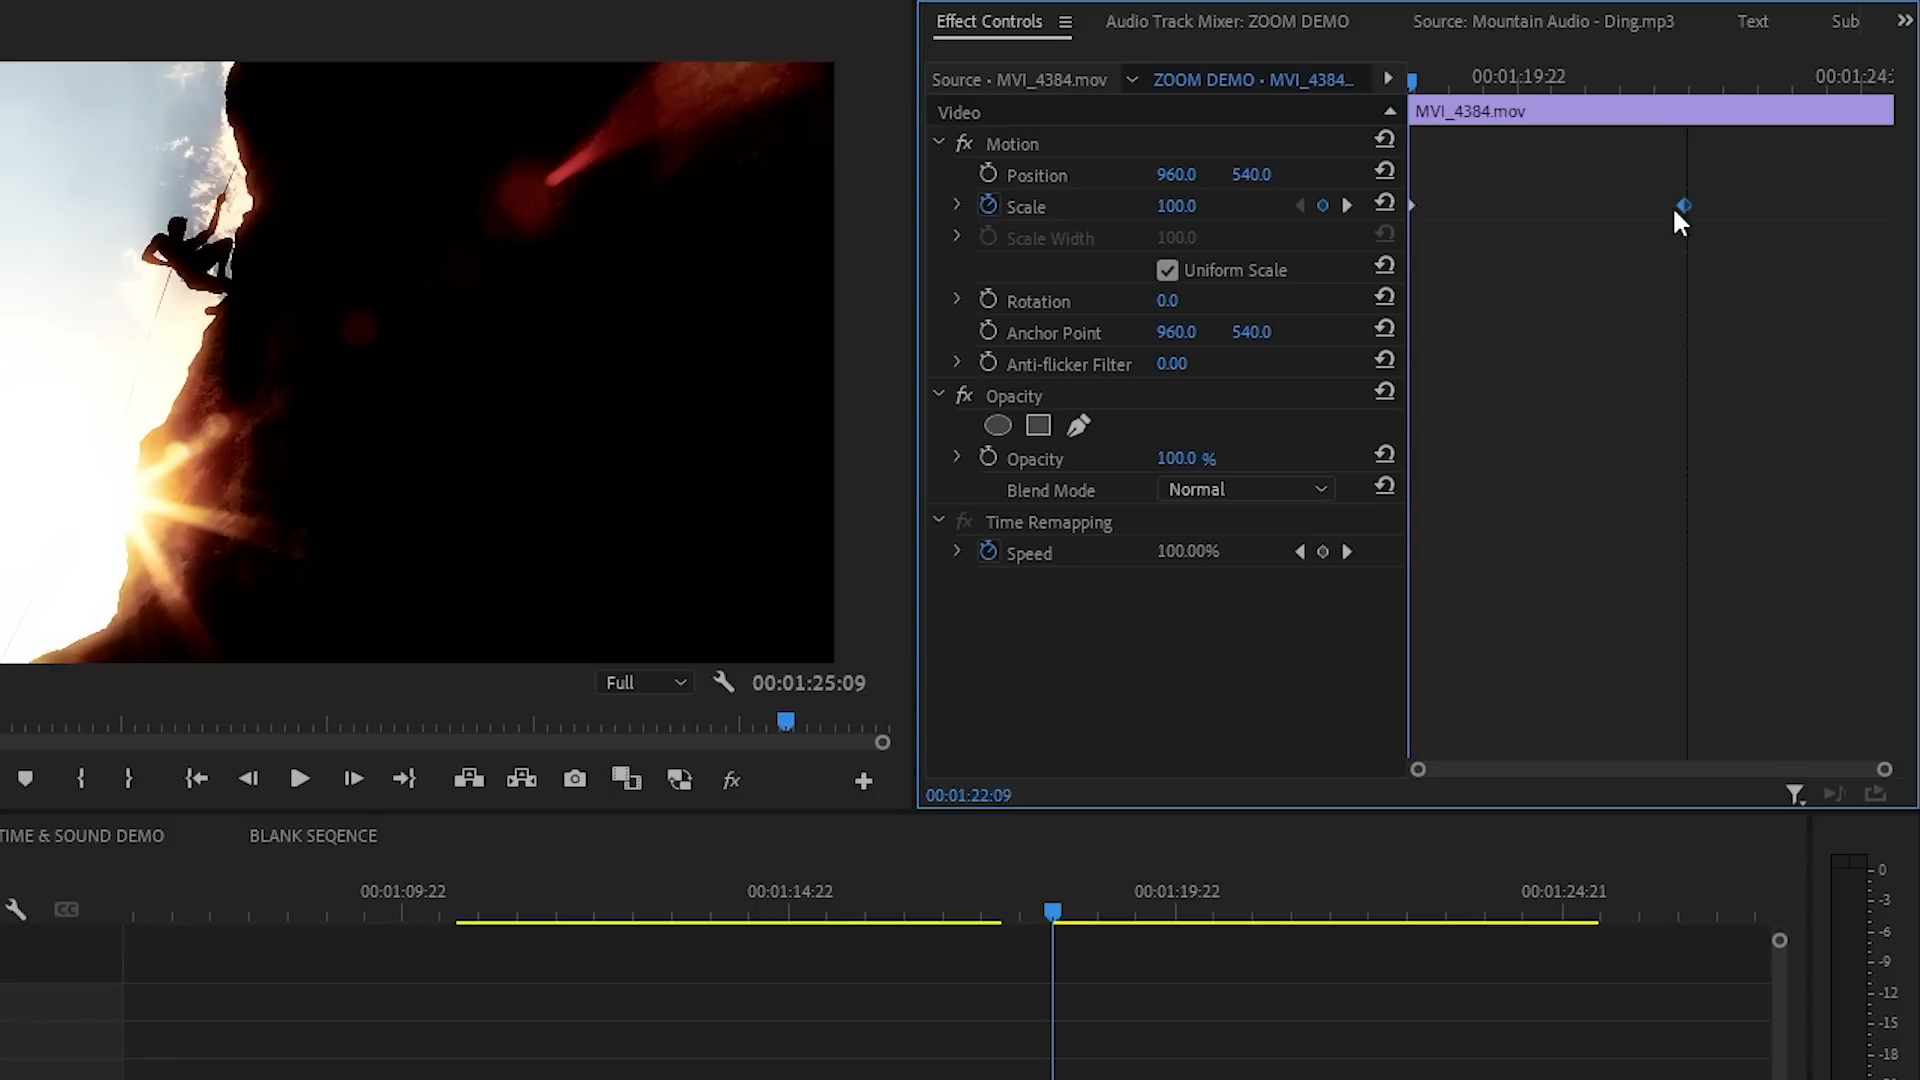 Effect Controls
Audio Track Mixer: ZOOM DEMO
Source: Mountain Audio - Ding.mp3
Text
Sub
Source • MVI_4384.mov
ZOOM DEMO • MVI_4384...
00:01:19:22
00:01:24:
Video
MVI_4384.mov
fx Motion
Position 960.0 540.0
Scale 100.0
Scale Width 100.0
Uniform Scale
Rotation 0.0
Anchor Point 960.0 540.0
Anti-flicker Filter 0.00
fx Opacity
Opacity 100.0 %
Blend Mode Normal
fx Time Remapping
Speed 100.00%
Full
00:01:25:09
fx
00:01:22:09
TIME & SOUND DEMO
BLANK SEQENCE
00:01:09:22
00:01:14:22
00:01:19:22
00:01:24:21
CC
0
-3
-6
-9
-12
-15
-18